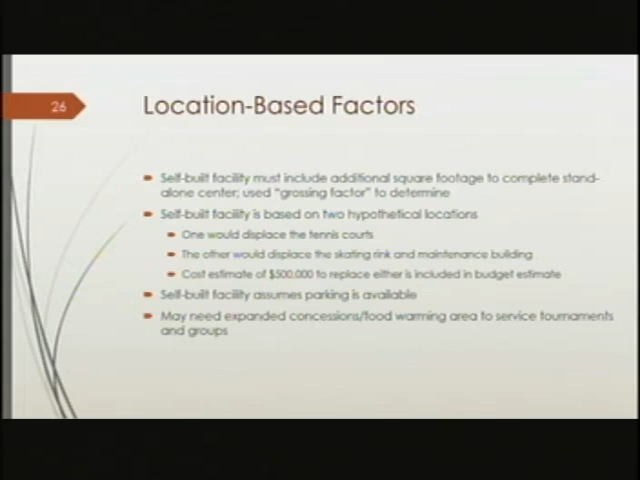 26
Location-Based Factors
Self-built facility must include additional square footage to complete stand-
alone center; used "grossing factor" to determine
Self-built facility is based on two hypothetical locations
One would displace the tennis courts
The other would displace the skating rink and maintenance building
Cost estimate of $500,000 to replace either is included in budget estimate
Self-built facility assumes parking is available
May need expanded concessions/food warming area to service tournaments
and groups